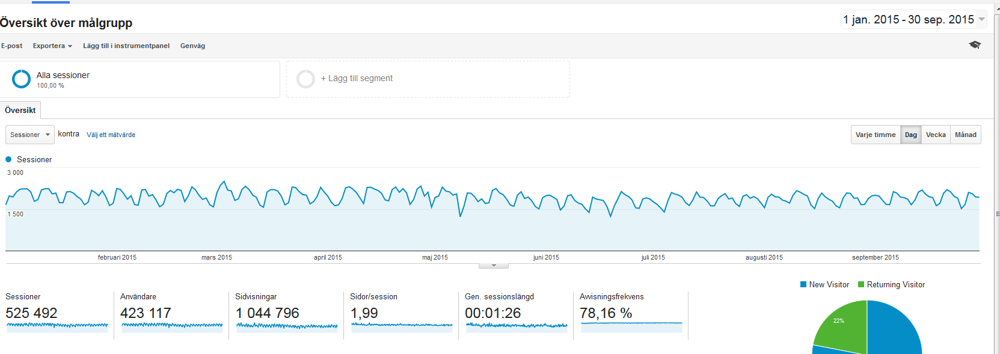 Översikt över målgrupp
1 jan. 2015 - 30 sep. 2015
E-post Exportera Lägg till i instrumentpanel Genväg
Alla sessioner
100,00 %
+ Lägg till segment
Översikt
Sessioner kontra Välj ett mätvärde
Varje timme Dag Vecka Månad
Sessioner
3 000
1 500
februari 2015 mars 2015 april 2015 maj 2015 juni 2015 juli 2015 augusti 2015 september 2015
New Visitor Returning Visitor
Sessioner Användare Sidvisningar Sidor/session Gen. sessionslängd Avvisningsfrekvens
525 492 423 117 1 044 796 1,99 00:01:26 78,16 %
22%